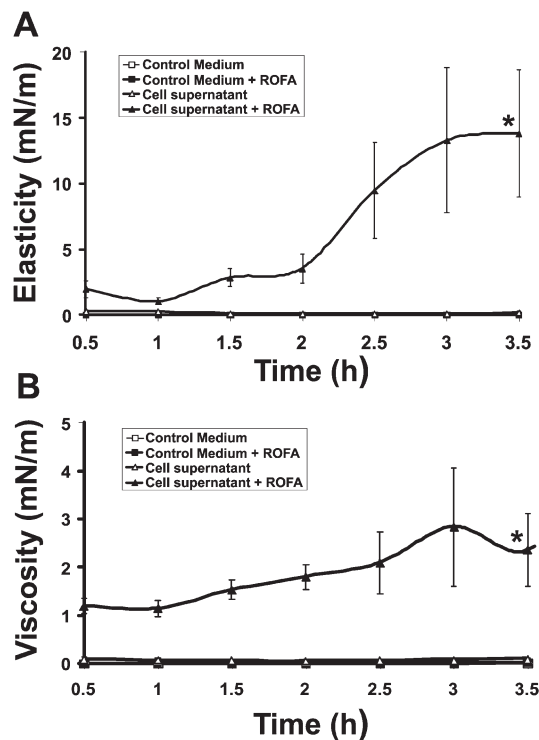 A
Elasticity (mN/m)
20
15
10
5
0
Control Medium
Control Medium + ROFA
Cell supernatant
Cell supernatant + ROFA
*
0.5 1 1.5 2 2.5 3 3.5
Time (h)
B
Viscosity (mN/m)
5
4
3
2
1
0
Control Medium
Control Medium + ROFA
Cell supernatant
Cell supernatant + ROFA
*
0.5 1 1.5 2 2.5 3 3.5
Time (h)